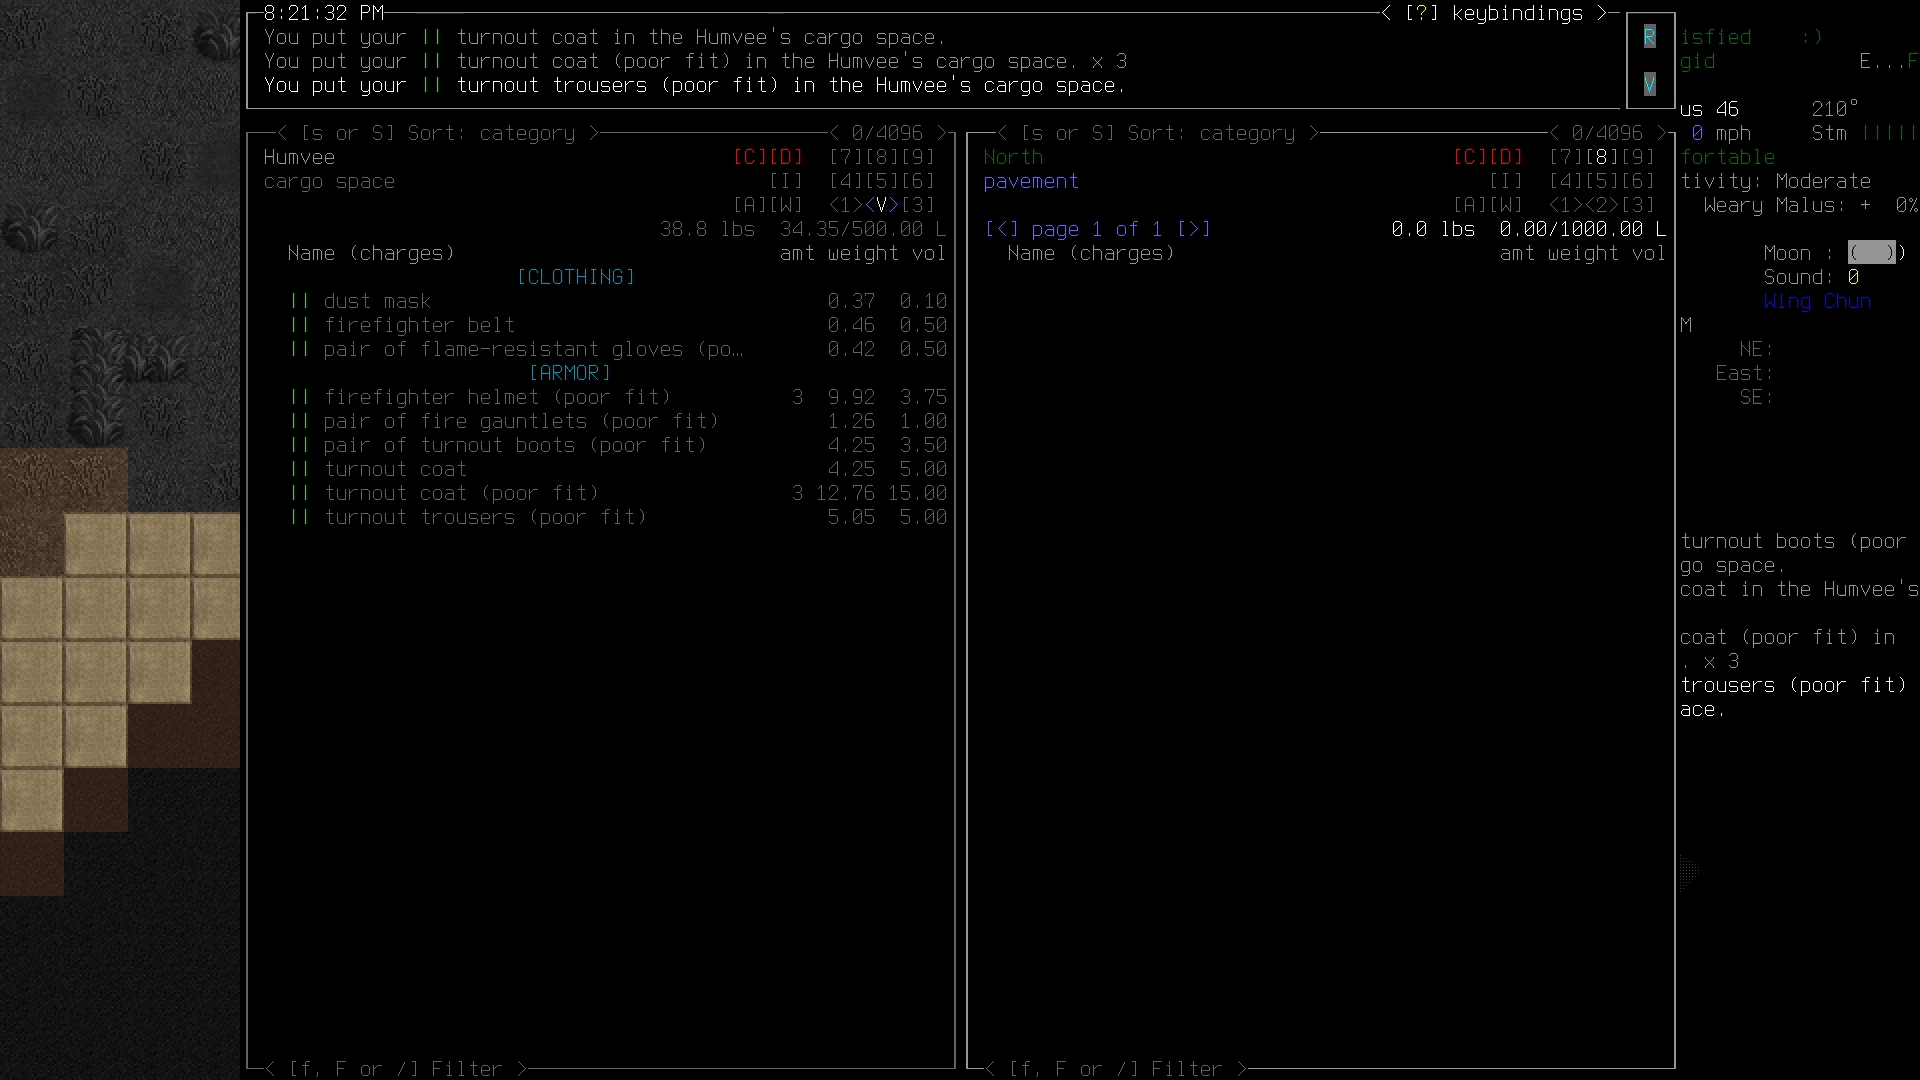 8:21:32 PM < [?] keybindings >
You put your || turnout coat in the Humvee's cargo space.
You put your || turnout coat (poor fit) in the Humvee's cargo space. x 3
You put your || turnout trousers (poor fit) in the Humvee's cargo space.
R
V
< [s or S] Sort: category > < 0/4096 >
Humvee [C][D] [7][8][9]
cargo space [I] [4][5][6]
[A][W] <1><V>[3]
38.8 lbs 34.35/500.00 L
Name (charges) amt weight vol
[CLOTHING]
|| dust mask 0.37 0.10
|| firefighter belt 0.46 0.50
|| pair of flame-resistant gloves (po… 0.42 0.50
[ARMOR]
|| firefighter helmet (poor fit) 3 9.92 3.75
|| pair of fire gauntlets (poor fit) 1.26 1.00
|| pair of turnout boots (poor fit) 4.25 3.50
|| turnout coat 4.25 5.00
|| turnout coat (poor fit) 3 12.76 15.00
|| turnout trousers (poor fit) 5.05 5.00
< [f, F or /] Filter >
< [s or S] Sort: category > < 0/4096 >
North [C][D] [7][8][9]
pavement [I] [4][5][6]
[A][W] <1><2>[3]
[<] page 1 of 1 [>] 0.0 lbs 0.00/1000.00 L
Name (charges) amt weight vol
< [f, F or /] Filter >
isfied :)
gid E...F
us 46 210°
0 mph Stm |||||
fortable
tivity: Moderate
Weary Malus: + 0%
Moon : ( ))
Sound: 0
Wing Chun
M
NE:
East:
SE:
turnout boots (poor
go space.
coat in the Humvee's
coat (poor fit) in
. x 3
trousers (poor fit)
ace.